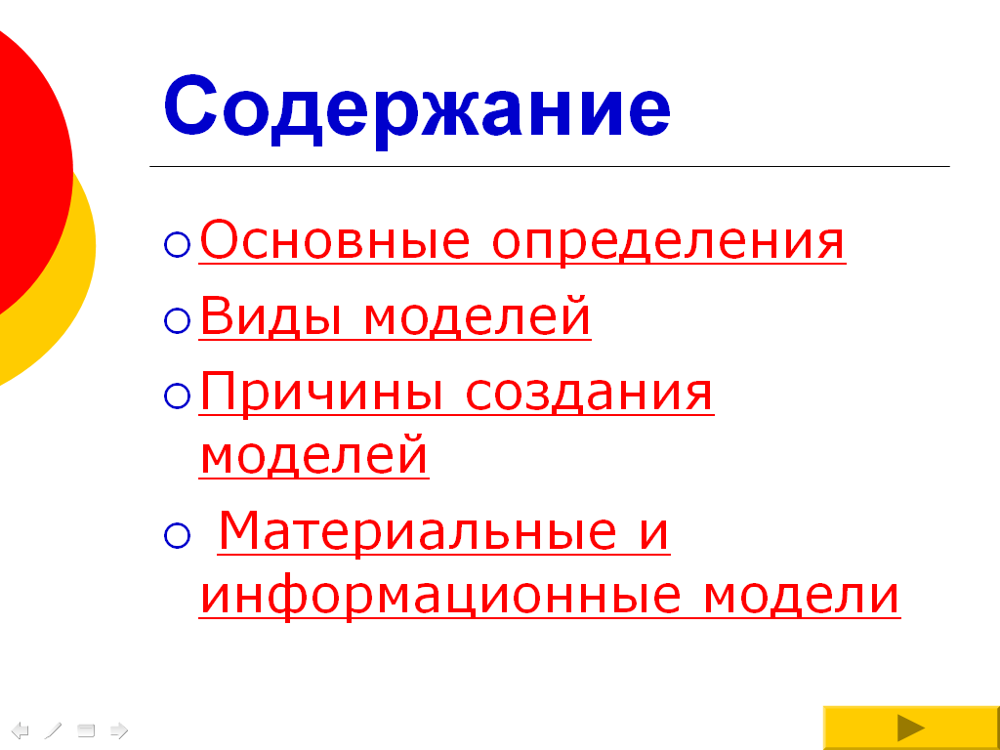 Содержание
Основные определения
Виды моделей
Причины создания
моделей
Материальные и
информационные модели